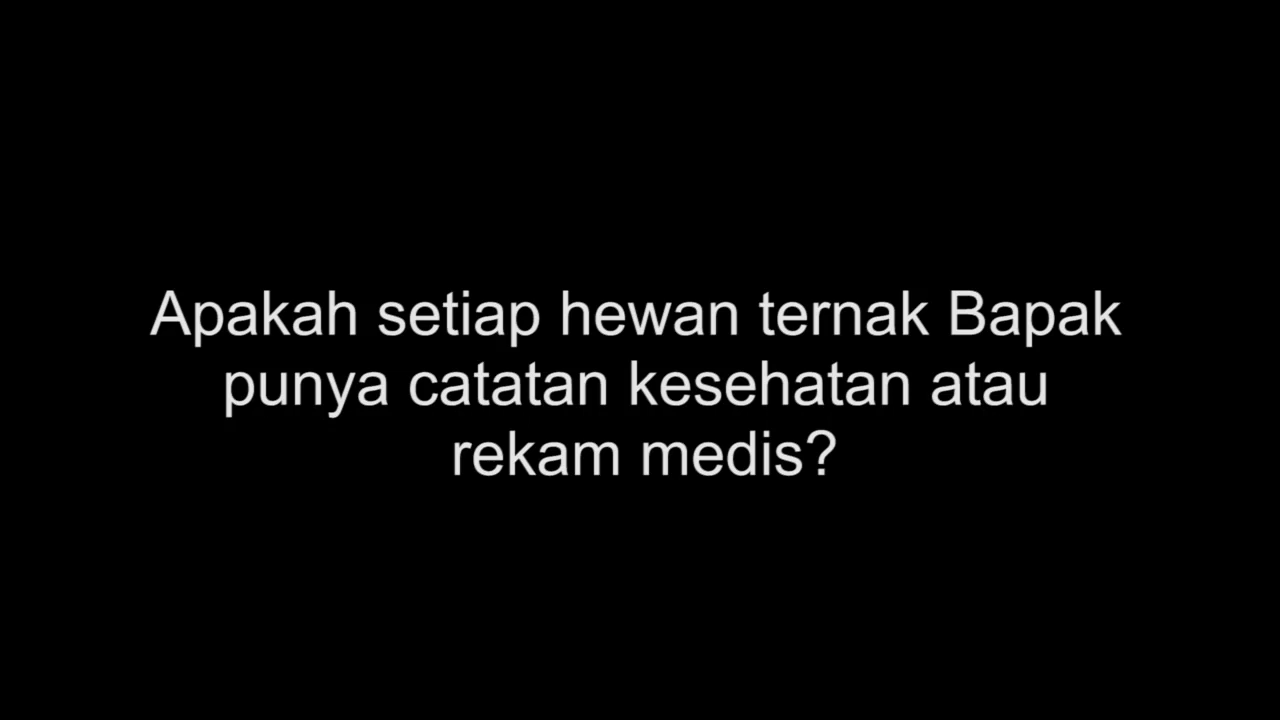 Apakah setiap hewan ternak Bapak
punya catatan kesehatan atau
rekam medis?